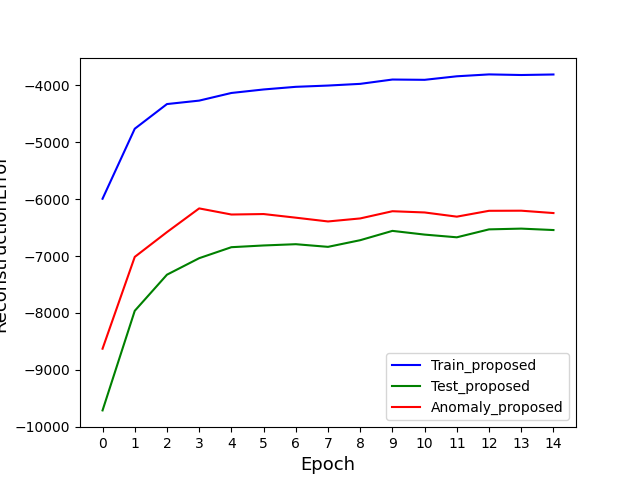 −4000
−5000
−6000
−7000
−8000
−9000
−10000
ReconstructionError
0 1 2 3 4 5 6 7 8 9 10 11 12 13 14
Epoch
Train_proposed
Test_proposed
Anomaly_proposed